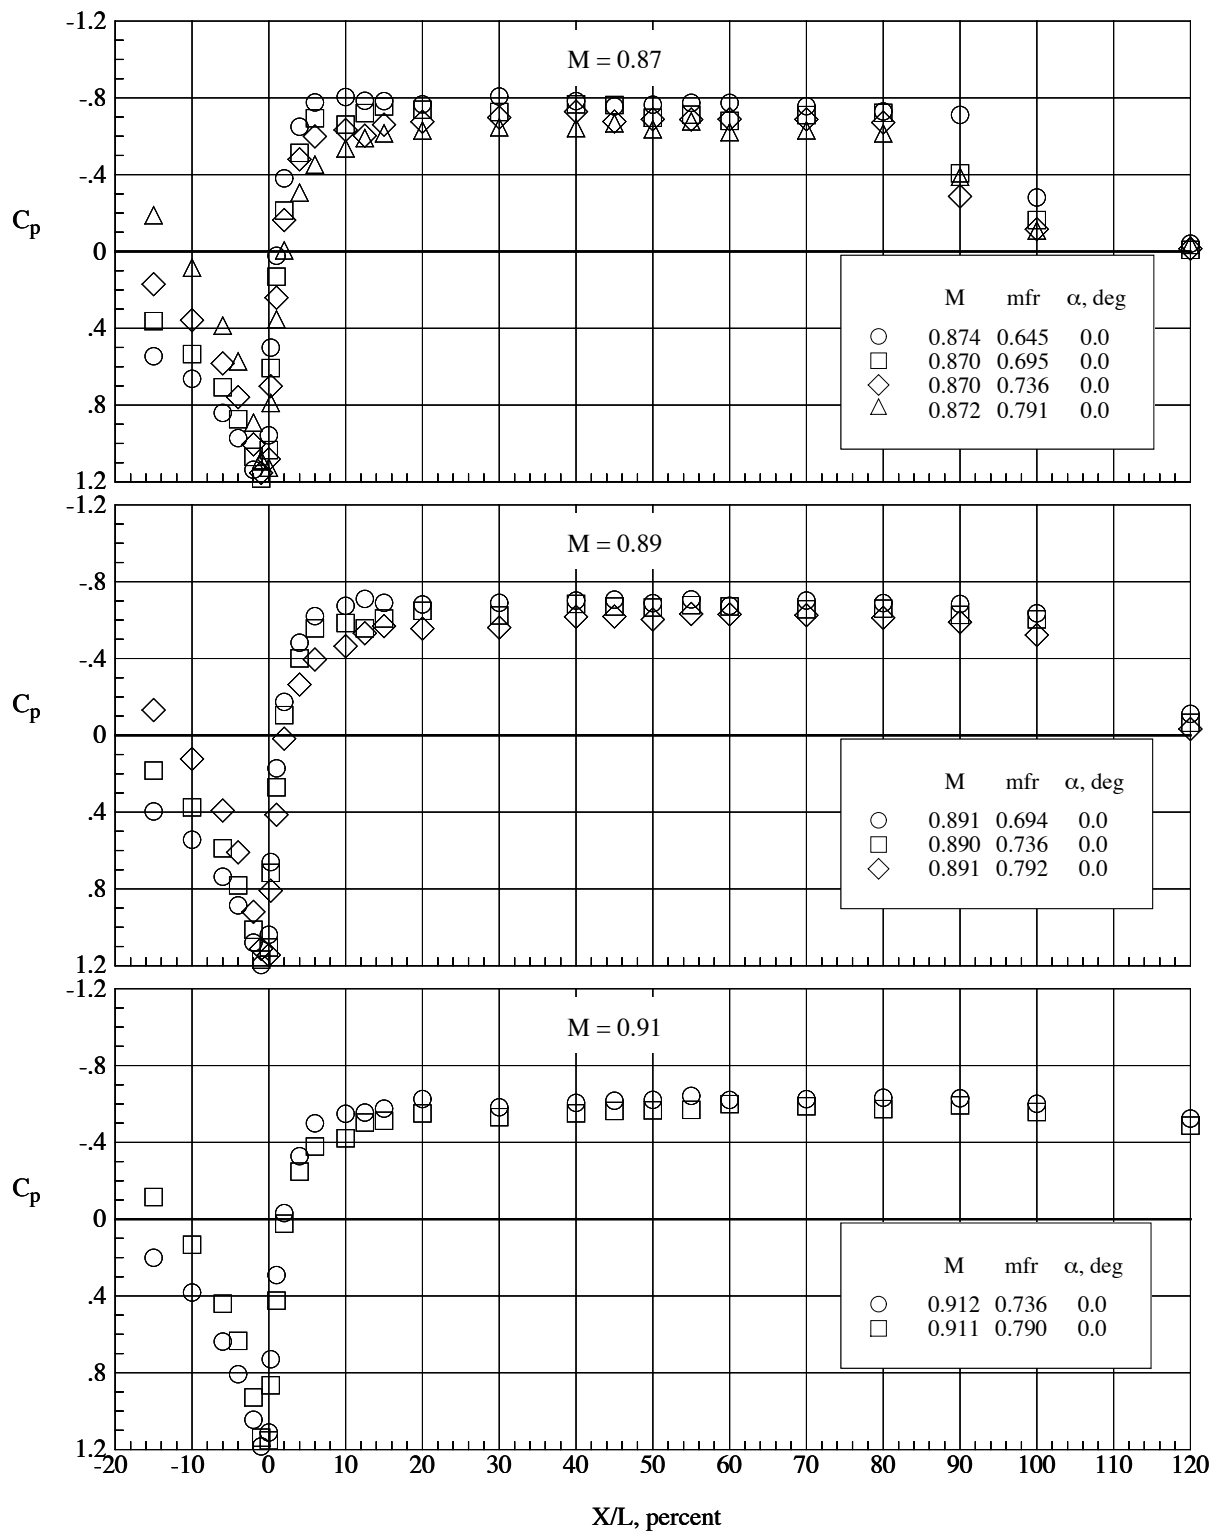 -1.2
M = 0.87
-.8
-.4
Cp
0
M mfr α, deg
.4
0.874 0.645 0.0
0.870 0.695 0.0
0.870 0.736 0.0
.8
0.872 0.791 0.0
1.2
-1.2
M = 0.89
-.8
-.4
Cp
0
M mfr α, deg
.4
0.891 0.694 0.0
0.890 0.736 0.0
0.891 0.792 0.0
.8
1.2
-1.2
M = 0.91
-.8
-.4
Cp
0
M mfr α, deg
.4
0.912 0.736 0.0
0.911 0.790 0.0
.8
1.2
-20 -10 0 10 20 30 40 50 60 70 80 90 100 110 120
X/L, percent